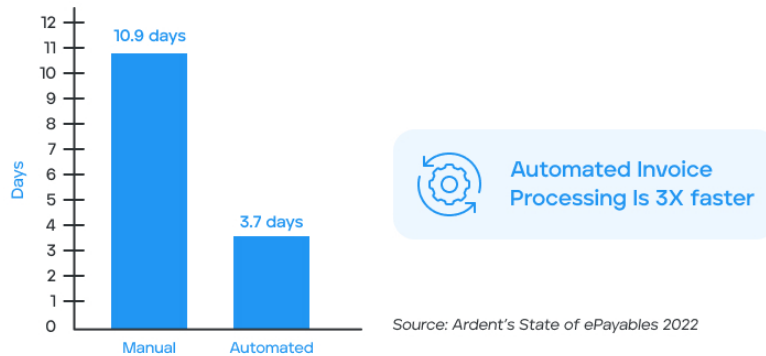 12
11
10
9
8
7
6
5
4
3
2
1
0
Days
10.9 days
3.7 days
Manual
Automated
Automated Invoice
Processing Is 3X faster
Source: Ardent's State of ePayables 2022